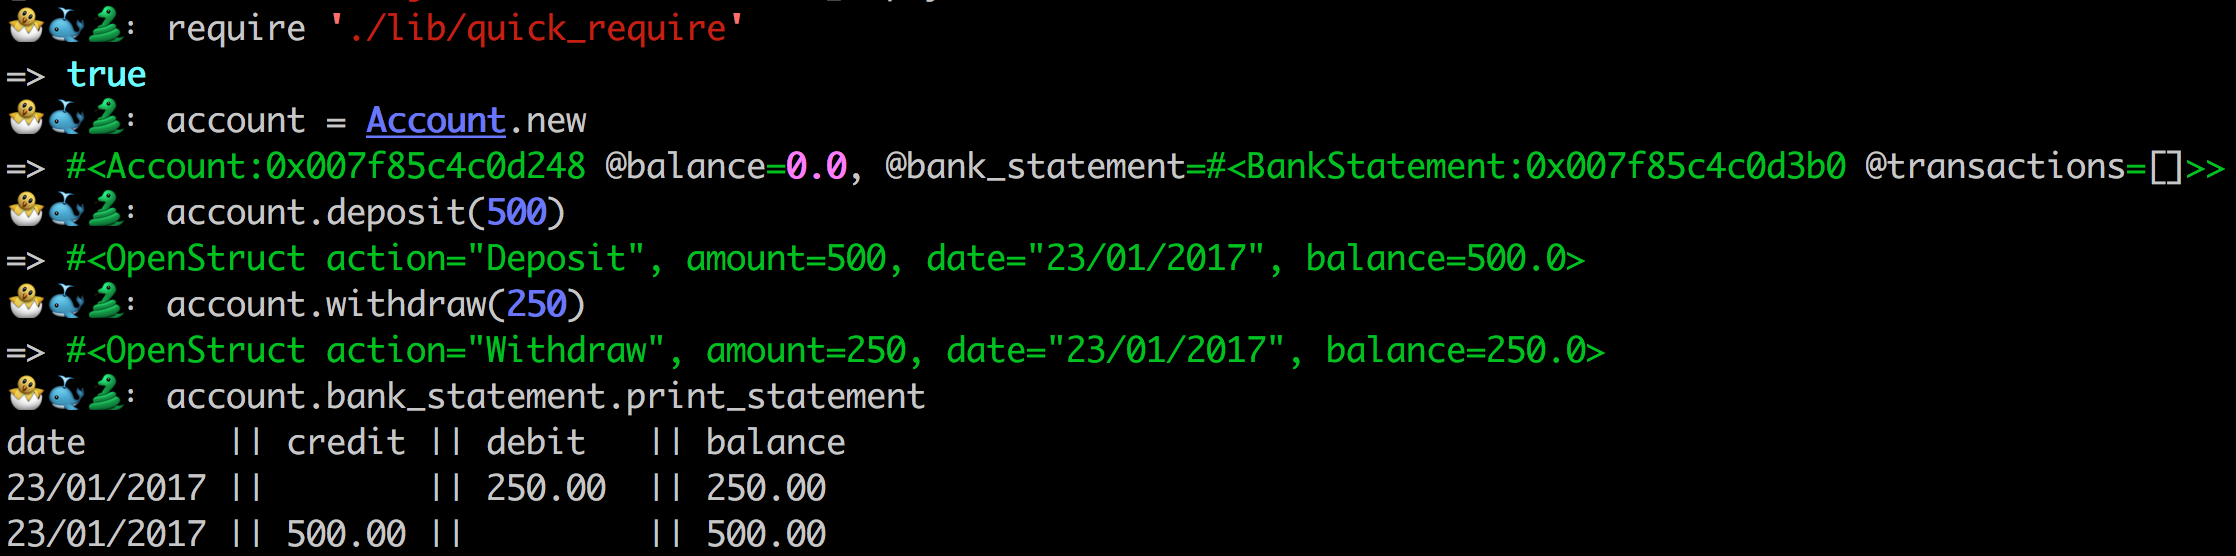 🐣🐳🐍: require './lib/quick_require'
=> true
🐣🐳🐍: account = Account.new
=> #<Account:0x007f85c4c0d248 @balance=0.0, @bank_statement=#<BankStatement:0x007f85c4c0d3b0 @transactions=[]>>
🐣🐳🐍: account.deposit(500)
=> #<OpenStruct action="Deposit", amount=500, date="23/01/2017", balance=500.0>
🐣🐳🐍: account.withdraw(250)
=> #<OpenStruct action="Withdraw", amount=250, date="23/01/2017", balance=250.0>
🐣🐳🐍: account.bank_statement.print_statement
date       || credit || debit   || balance
23/01/2017 ||        || 250.00  || 250.00
23/01/2017 || 500.00 ||         || 500.00